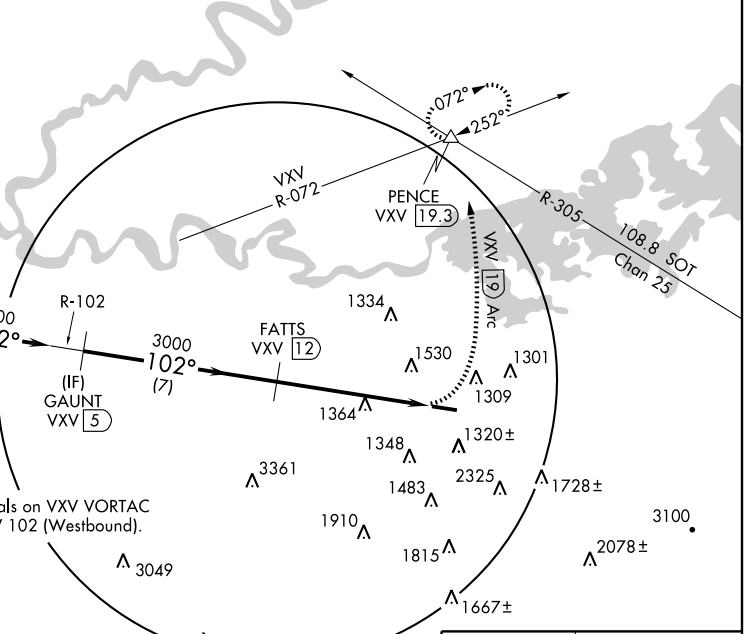 072°
252°
VXV
R-072
PENCE
VXV 19.3
R-305
108.8 SOT
Chan 25
VXV 19 Arc
R-102
00
2°
3000
102°
(7)
FATTS
VXV 12
(IF)
GAUNT
VXV 5
1334
1530
1301
1309
1364
1320±
1348
3361
2325
1728±
1483
als on VXV VORTAC
102 (Westbound).
1910
3100
1815
2078±
3049
1667±